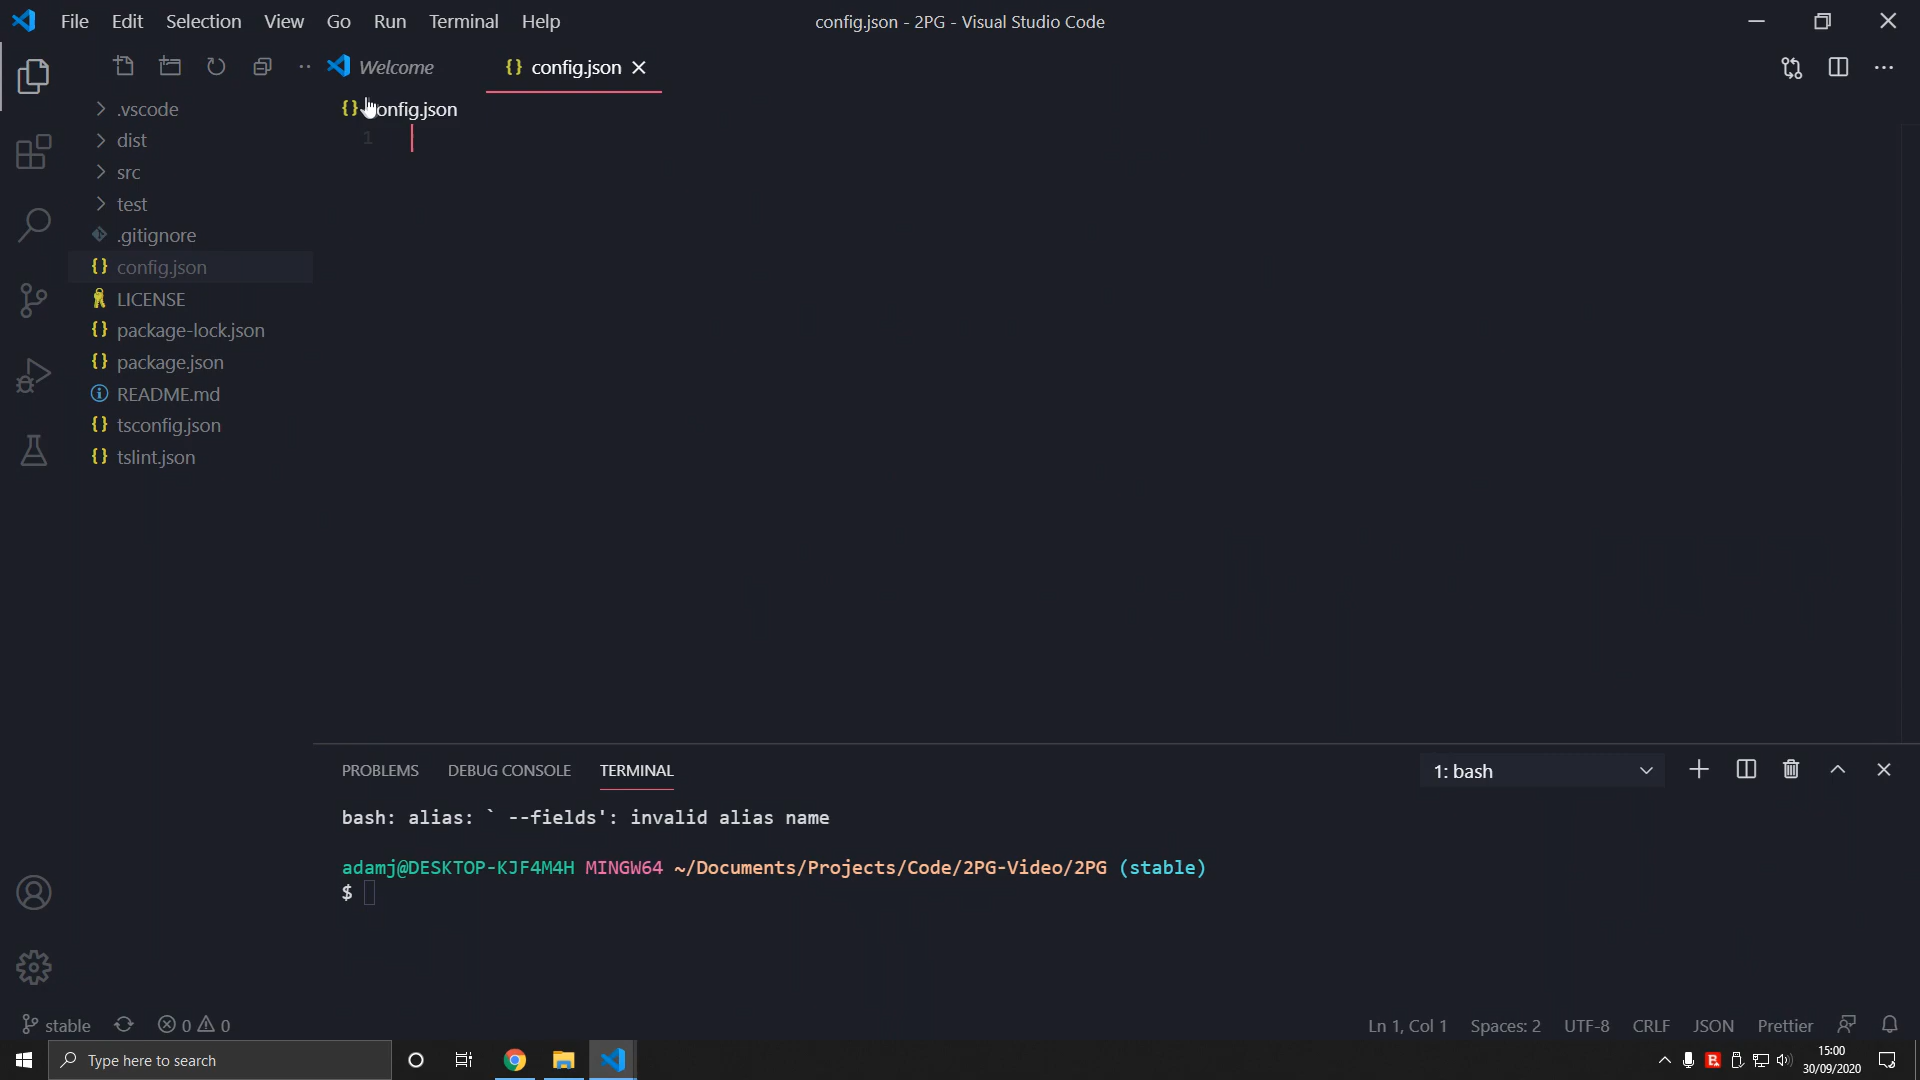 File Edit Selection View Go Run Terminal Help
config.json - 2PG - Visual Studio Code
Welcome
{} config.json
.vscode
dist
src
test
.gitignore
{} config.json
LICENSE
{} package-lock.json
{} package.json
README.md
{} tsconfig.json
{} tslint.json
{} config.json
1
PROBLEMS DEBUG CONSOLE TERMINAL
1: bash
bash: alias: ` --fields': invalid alias name
adamj@DESKTOP-KJF4M4H MINGW64 ~/Documents/Projects/Code/2PG-Video/2PG (stable)
$
stable 0 0
Ln 1, Col 1 Spaces: 2 UTF-8 CRLF JSON Prettier
Type here to search
B.
15:00
30/09/2020